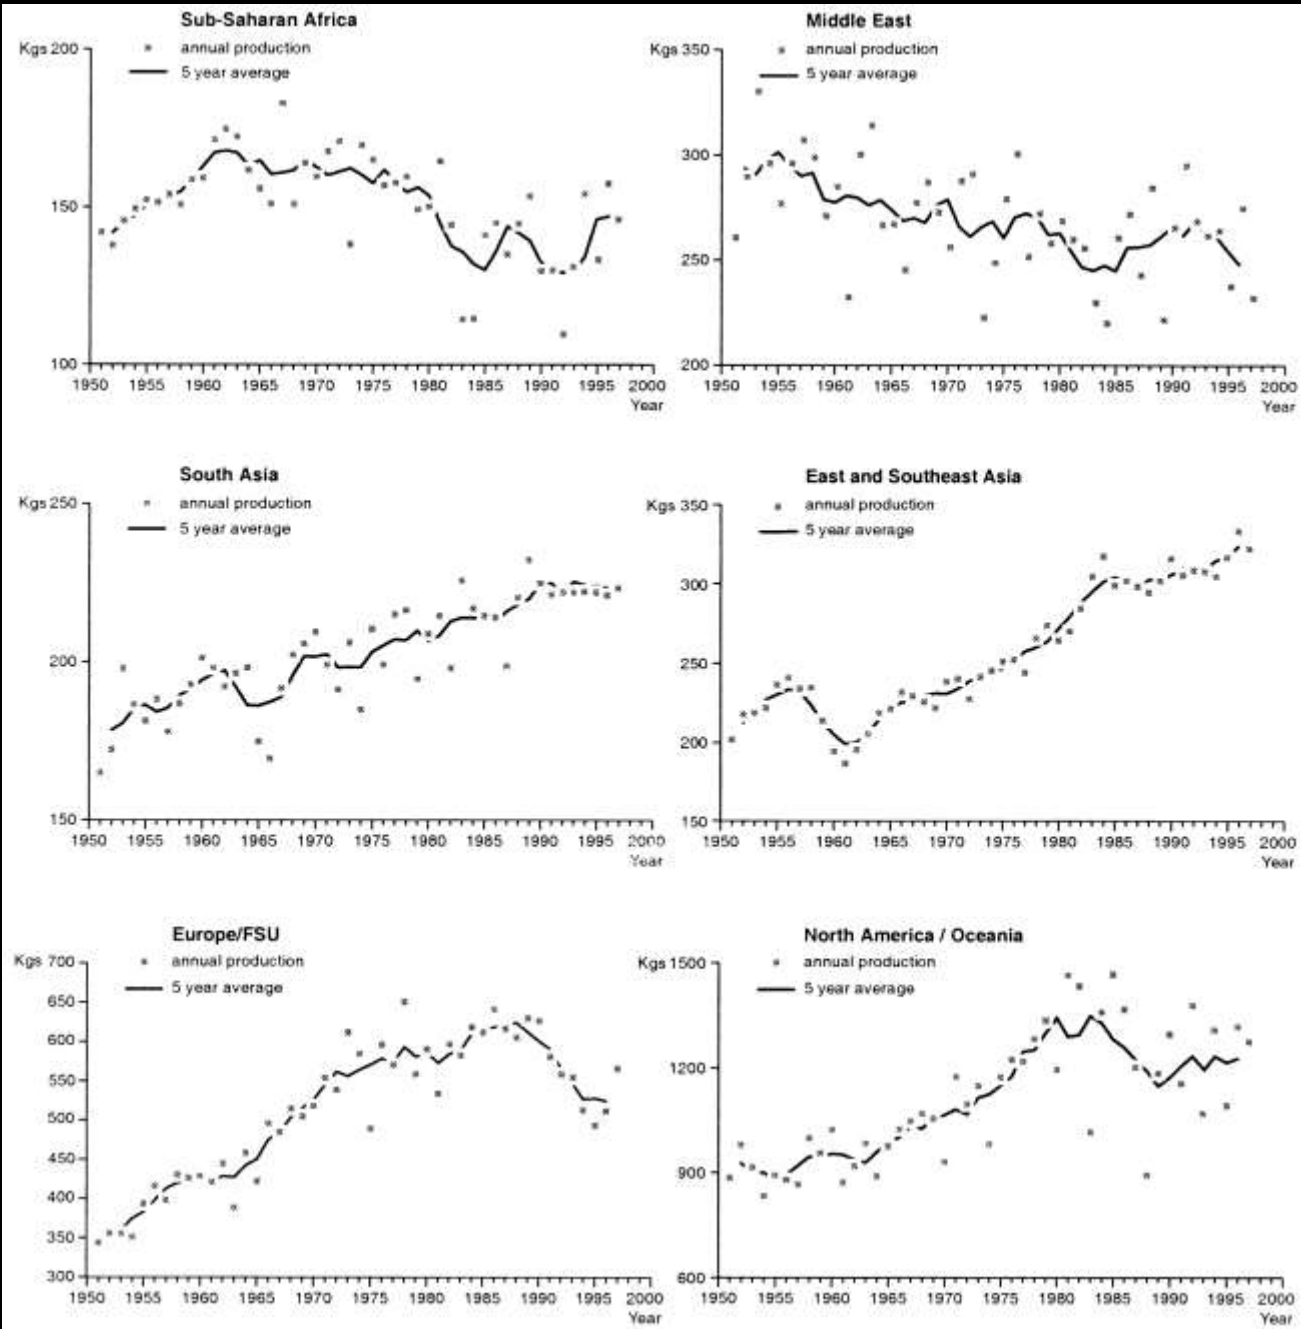 Sub-Saharan Africa
Kgs 200
annual production
5 year average
150
100
1950 1955 1960 1965 1970 1975 1980 1985 1990 1995 2000
Year
Middle East
Kgs 350
annual production
5 year average
300
250
200
1950 1955 1960 1965 1970 1975 1980 1985 1990 1995 2000
Year
South Asia
Kgs 250
annual production
5 year average
200
150
1950 1955 1960 1965 1970 1975 1980 1985 1990 1995 2000
Year
East and Southeast Asia
Kgs 350
annual production
5 year average
300
250
200
150
1950 1955 1960 1965 1970 1975 1980 1985 1990 1995 2000
Year
Europe/FSU
Kgs 700
annual production
5 year average
650
600
550
500
450
400
350
300
1950 1955 1960 1965 1970 1975 1980 1985 1990 1995 2000
Year
North America / Oceania
Kgs 1500
annual production
5 year average
1200
900
600
1950 1955 1960 1965 1970 1975 1980 1985 1990 1995 2000
Year